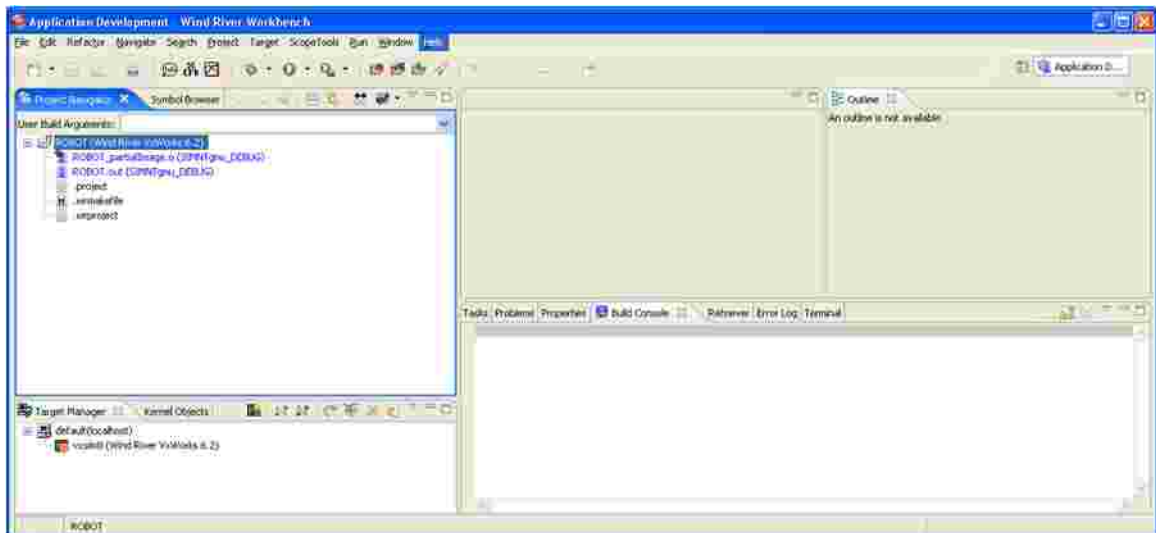 Application Development - Wind River Workbench
File Edit Refactor Navigate Search Project Target ScopeTools Run Window Help
Application D...
Project Navigator Symbol Browser
Outline
User Build Arguments:
An outline is not available.
ROBOT (Wind River VxWorks 6.2)
ROBOT_partialImage.o (SIMNTgnu_DEBUG)
ROBOT.out (SIMNTgnu_DEBUG)
.project
.wrmakefile
.wrproject
Tasks Problems Properties Build Console Retriever Error Log Terminal
Target Manager Kernel Objects
default(localhost)
vxsim0 (Wind River VxWorks 6.2)
ROBOT